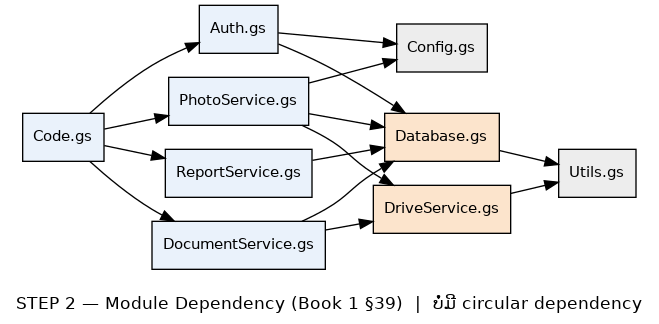 Auth.gs
Config.gs
PhotoService.gs
Code.gs
Database.gs
ReportService.gs
Utils.gs
DriveService.gs
DocumentService.gs
STEP 2 — Module Dependency (Book 1 §39) | ບໍ່ມີ circular dependency